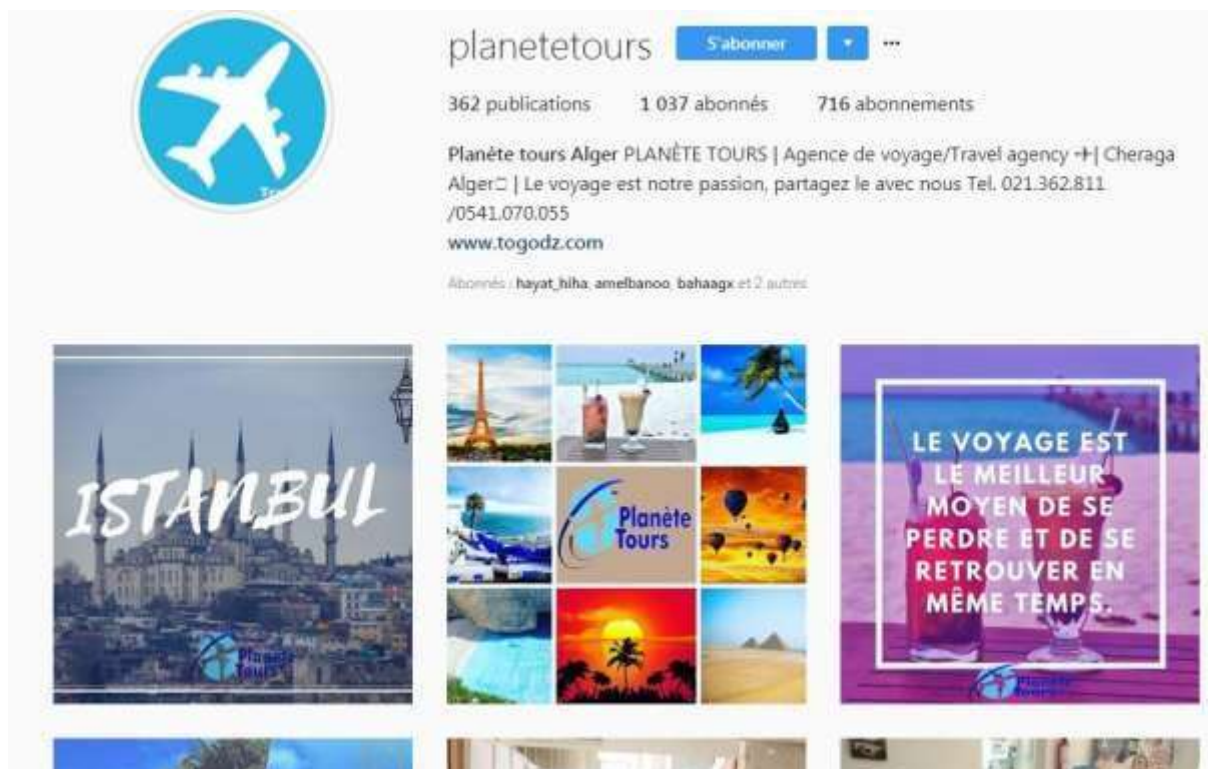 planetetours S'abonner
362 publications 1 037 abonnés 716 abonnements
Planète tours Alger PLANÈTE TOURS | Agence de voyage/Travel agency ✈| Cheraga
Alger□ | Le voyage est notre passion, partagez le avec nous Tel. 021.362.811
/0541.070.055
www.togodz.com
Abonnés : hayat_hiha, amelbanoo, bahaagx et 2 autres
ISTANBUL
Planète
Tours
Planète
Tours
LE VOYAGE EST
LE MEILLEUR
MOYEN DE SE
PERDRE ET DE SE
RETROUVER EN
MÊME TEMPS.
Planète
Tours